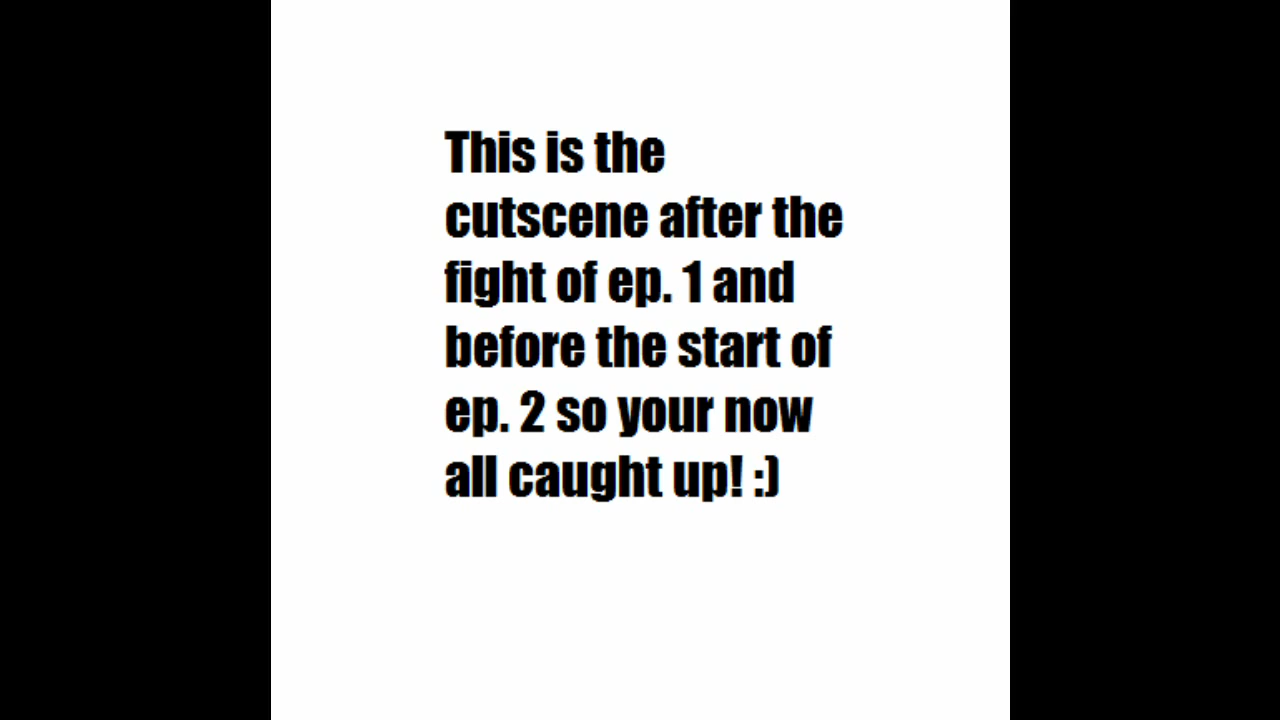 This is the
cutscene after the
fight of ep. 1 and
before the start of
ep. 2 so your now
all caught up! :)